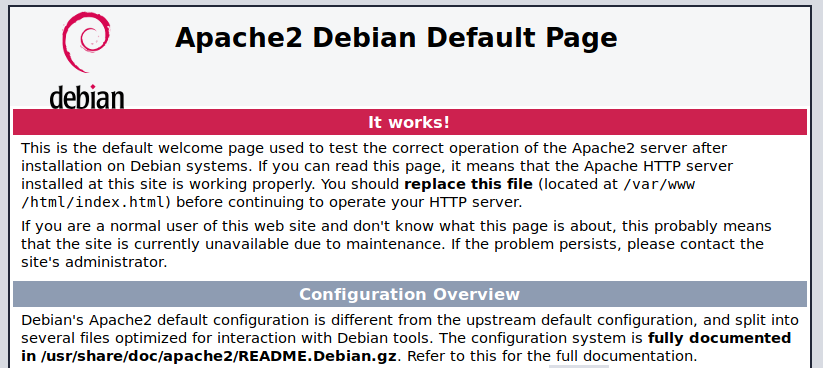 debian
Apache2 Debian Default Page
It works!
This is the default welcome page used to test the correct operation of the Apache2 server after
installation on Debian systems. If you can read this page, it means that the Apache HTTP server
installed at this site is working properly. You should replace this file (located at /var/www
/html/index.html) before continuing to operate your HTTP server.
If you are a normal user of this web site and don't know what this page is about, this probably means
that the site is currently unavailable due to maintenance. If the problem persists, please contact the
site's administrator.
Configuration Overview
Debian's Apache2 default configuration is different from the upstream default configuration, and split into
several files optimized for interaction with Debian tools. The configuration system is fully documented
in /usr/share/doc/apache2/README.Debian.gz. Refer to this for the full documentation.